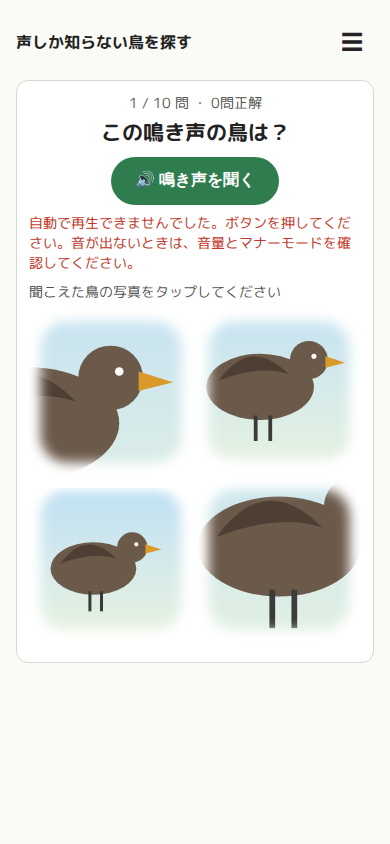 声しか知らない鳥を探す
1 / 10 問 ・ 0問正解
この鳴き声の鳥は？
🔊 鳴き声を聞く
自動で再生できませんでした。ボタンを押してくだ
さい。音が出ないときは、音量とマナーモードを確
認してください。
聞こえた鳥の写真をタップしてください